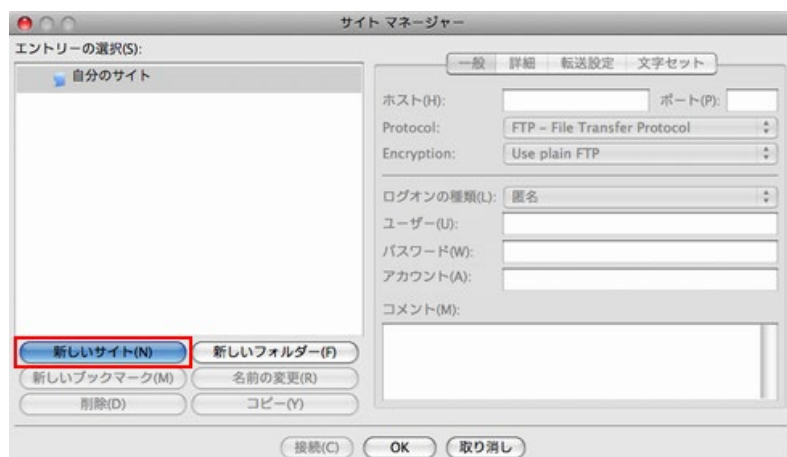 サイト マネージャー
エントリーの選択(S):
自分のサイト
新しいサイト(N) 新しいフォルダー(F)
新しいブックマーク(M) 名前の変更(R)
削除(D) コピー(Y)
一般 詳細 転送設定 文字セット
ホスト(H): ポート(P):
Protocol: FTP – File Transfer Protocol
Encryption: Use plain FTP
ログオンの種類(L): 匿名
ユーザー(U):
パスワード(W):
アカウント(A):
コメント(M):
接続(C) OK 取り消し